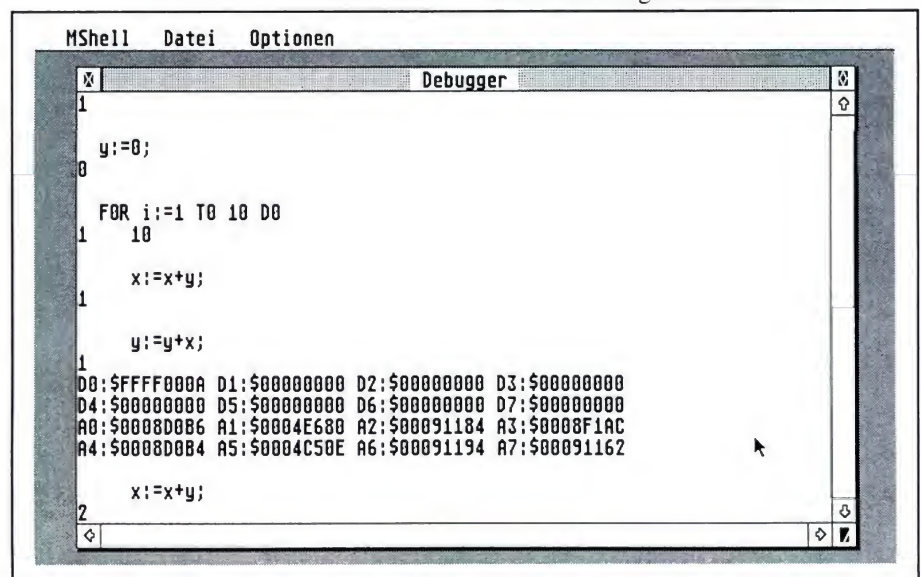 MShell Datei Optionen
Debugger
1
y:=0;
0
FOR i:=1 TO 10 DO
1 10
x:=x+y;
1
y:=y+x;
1
D0:$FFFF000A D1:$00000000 D2:$00000000 D3:$00000000
D4:$00000000 D5:$00000000 D6:$00000000 D7:$00000000
A0:$0008D0B6 A1:$0004E680 A2:$00091184 A3:$0008F1AC
A4:$0008D0B4 A5:$0004C50E A6:$00091194 A7:$00091162
x:=x+y;
2